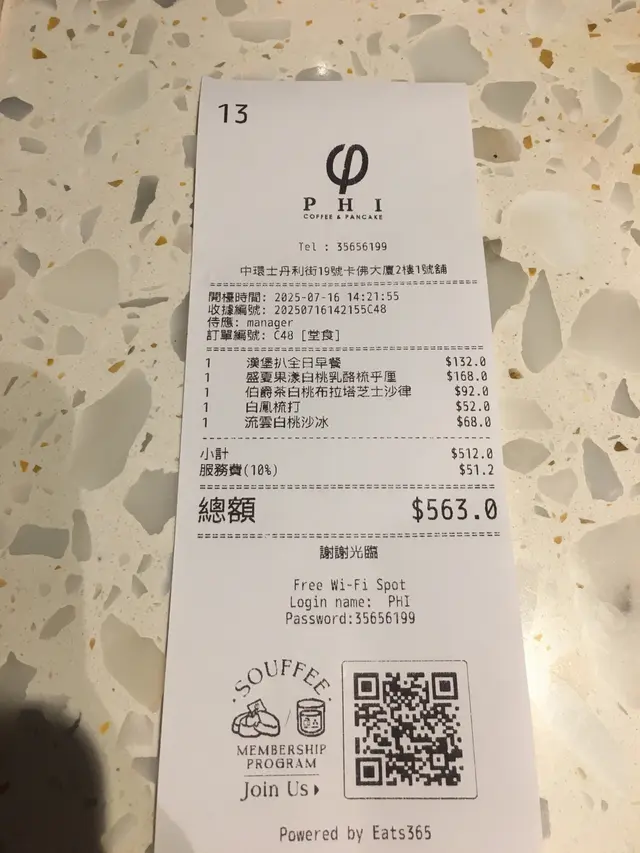 13
PHI
COFFEE & PANCAKE
Tel : 35656199
中環士丹利街19號卡佛大廈2樓1號舖
開檯時間: 2025-07-16 14:21:55
收據編號: 20250716142155C48
侍應: manager
訂單編號: C48 [堂食]
1 漢堡扒全日早餐 $132.0
1 盛夏果漾白桃乳酪梳乎厘 $168.0
1 伯爵茶白桃布拉塔芝士沙律 $92.0
1 白鳳梳打 $52.0
1 流雲白桃沙冰 $68.0
小計 $512.0
服務費(10%) $51.2
總額 $563.0
謝謝光臨
Free Wi-Fi Spot
Login name: PHI
Password:35656199
·SOUFFEE·
MEMBERSHIP
PROGRAM
Join Us
Powered by Eats365